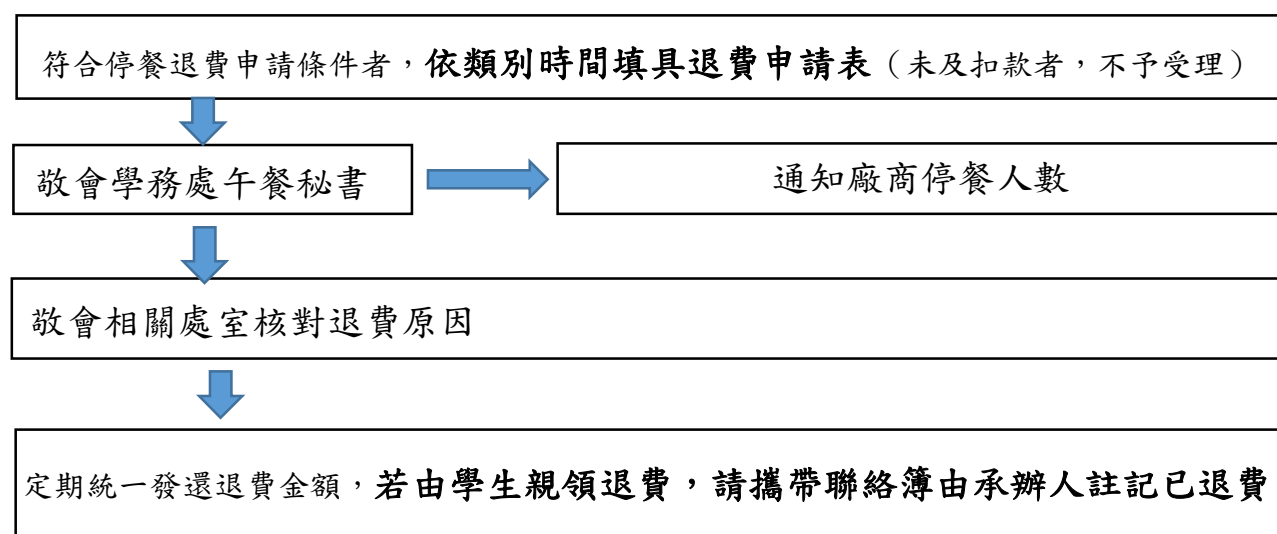 符合停餐退費申請條件者，依類別時間填具退費申請表（未及扣款者，不予受理）
敬會學務處午餐秘書
通知廠商停餐人數
敬會相關處室核對退費原因
定期統一發還退費金額，若由學生親領退費，請攜帶聯絡簿由承辦人註記已退費